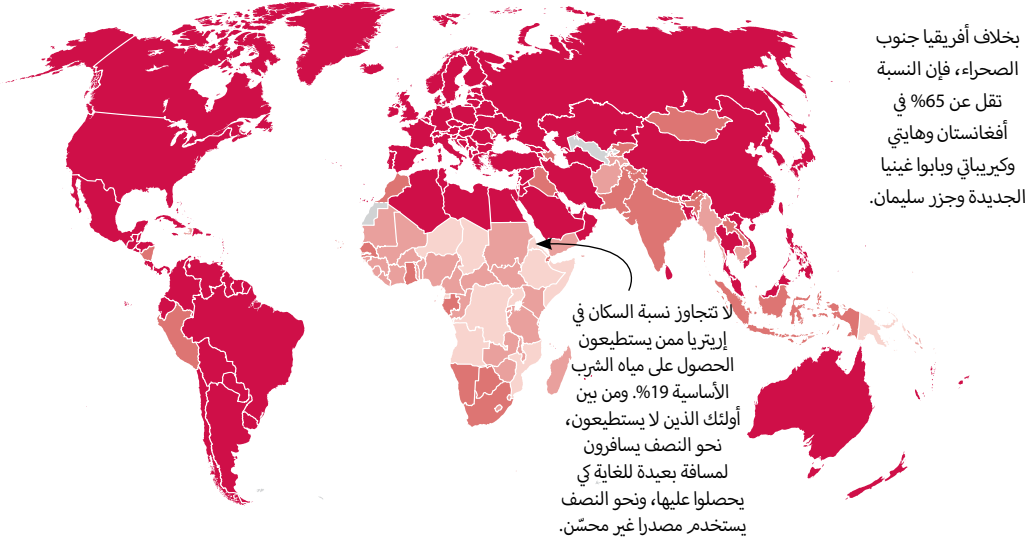 بخلاف أفريقيا جنوب
الصحراء، فإن النسبة
تقل عن 65% في
أفغانستان وهايتي
وكيريباتي وبابوا غينيا
الجديدة وجزر سليمان.
لا تتجاوز نسبة السكان في
إريتريا ممن يستطيعون
الحصول على مياه الشرب
الأساسية 19%. ومن بين
أولئك الذين لا يستطيعون،
نحو النصف يسافرون
لمسافة بعيدة للغاية كي
يحصلوا عليها، ونحو النصف
يستخدم مصدرا غير محسّن.